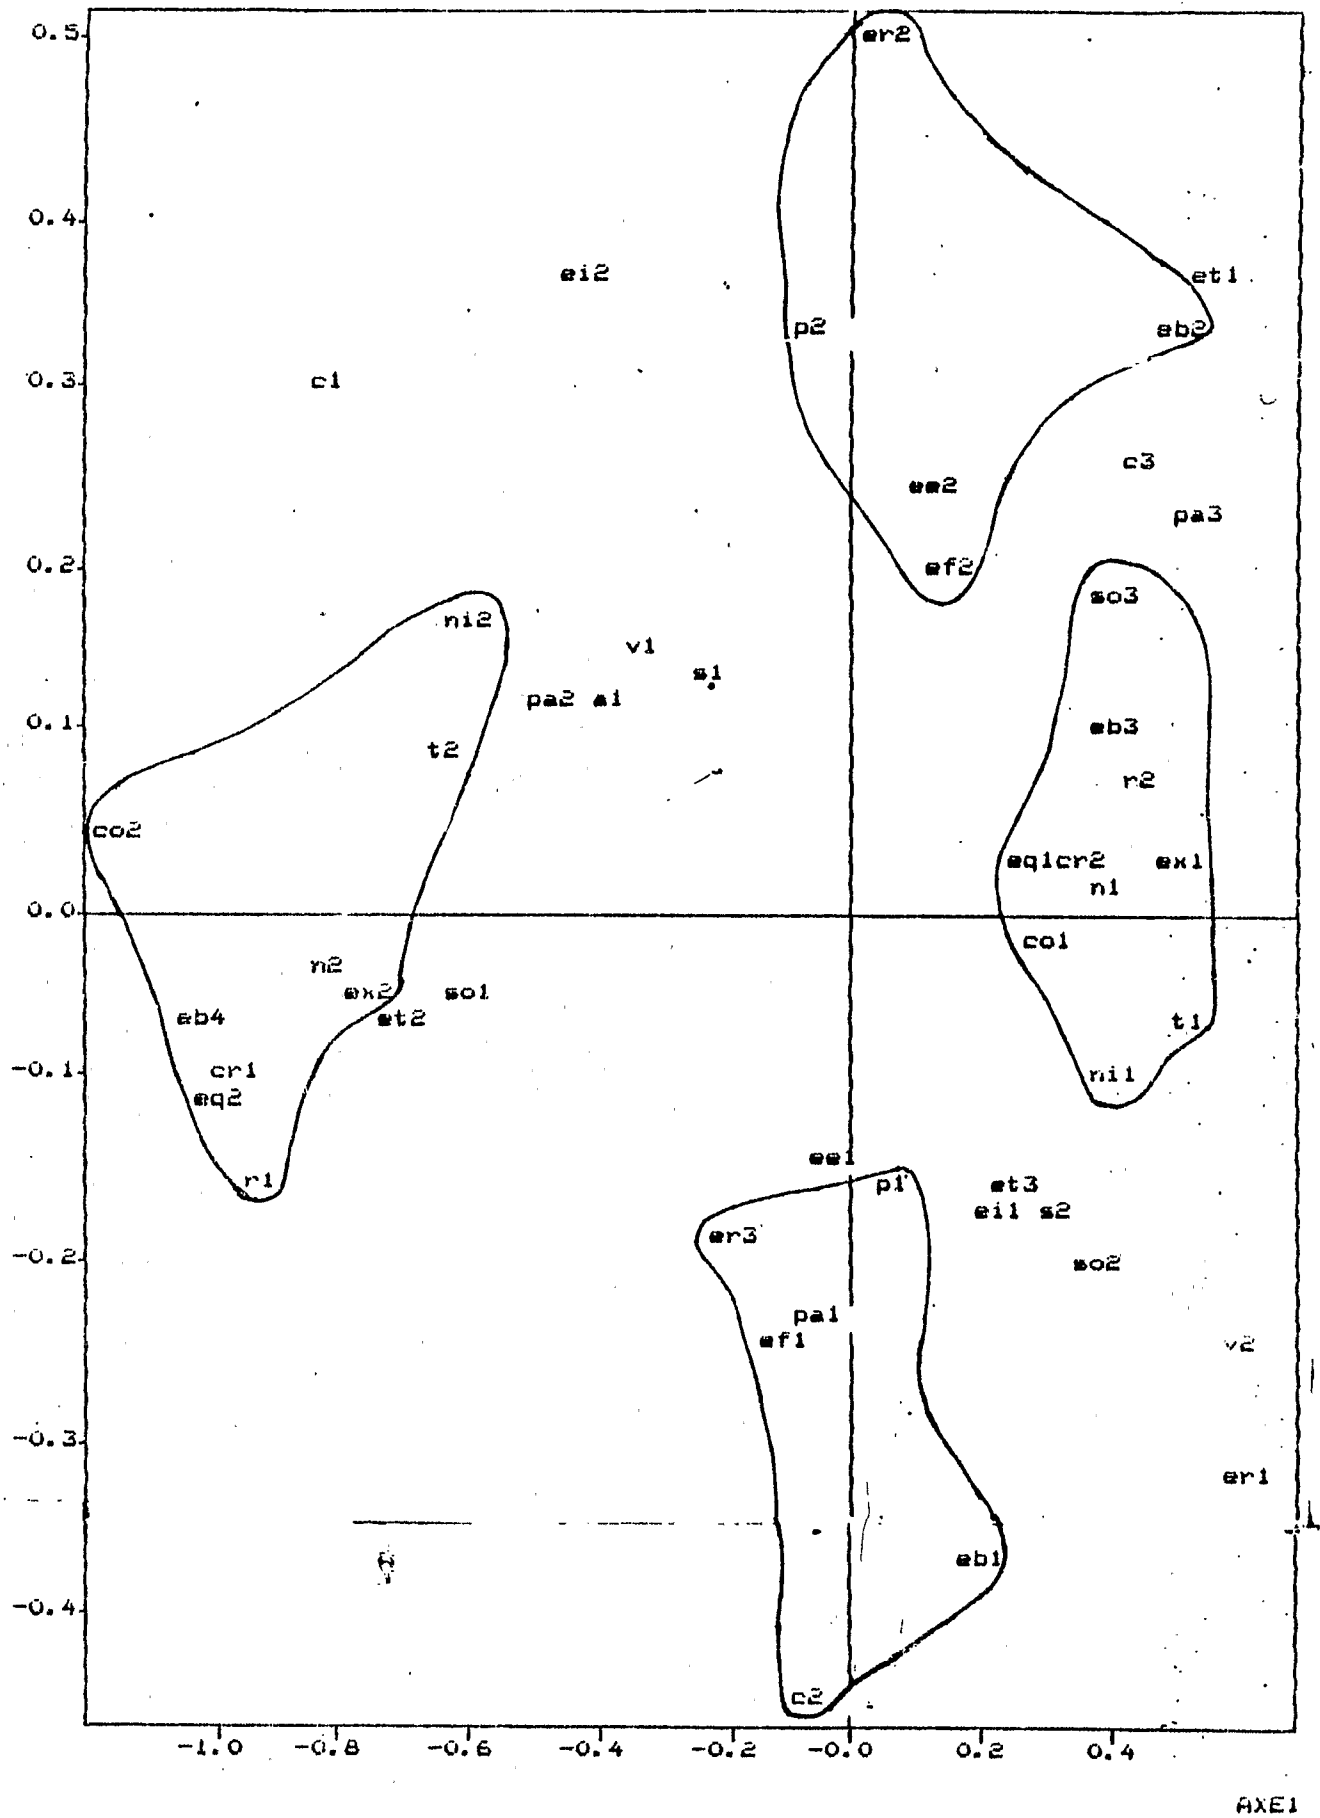 0.5 er2
0.4
ei2 et1
p2 eb2
0.3 c1
c3
ee2
pa3
0.2 ef2
so3
ni2
v1
s1
pa2 a1
0.1 eb3
t2
r2
co2
eq1cr2 ex1
n1
0.0
co1
n2
ex2 so1
eb4 et2 t1
-0.1 cr1 ni1
eq2
ee1
r1 p1 et3
ei1 s2
er3
-0.2 so2
pa1
ef1 v2
-0.3
er1
eb1
-0.4
c2
-1.0 -0.8 -0.6 -0.4 -0.2 -0.0 0.2 0.4
AXE1